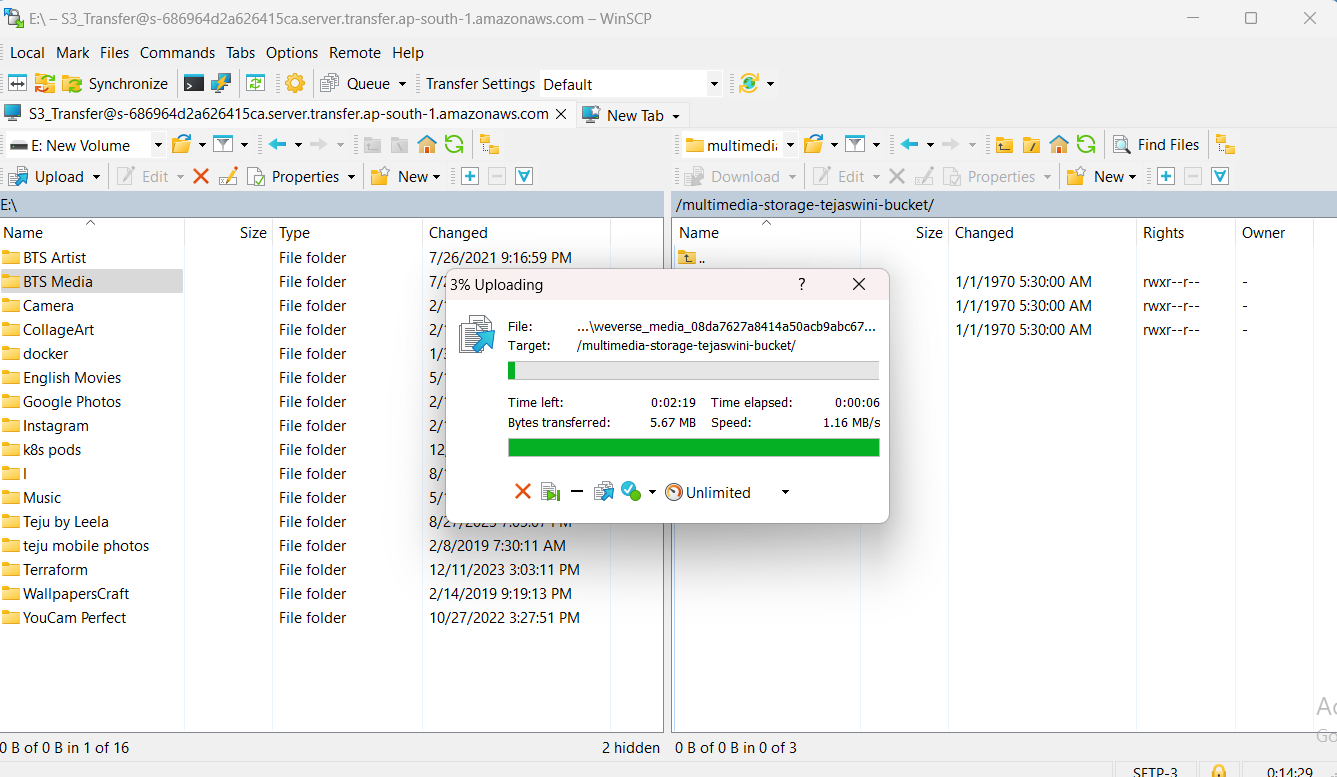 E:\ – S3_Transfer@s-686964d2a626415ca.server.transfer.ap-south-1.amazonaws.com – WinSCP
Local Mark Files Commands Tabs Options Remote Help
Synchronize Queue Transfer Settings Default
S3_Transfer@s-686964d2a626415ca.server.transfer.ap-south-1.amazonaws.com New Tab
E: New Volume
Upload Edit Properties New
E:\
Name Size Type Changed
BTS Artist File folder 7/26/2021 9:16:59 PM
BTS Media File folder 7/2
Camera File folder 2/1
CollageArt File folder 2/1
docker File folder 1/3
English Movies File folder 5/1
Google Photos File folder 2/1
Instagram File folder 2/1
k8s pods File folder 12
I File folder 8/1
Music File folder 5/1
Teju by Leela File folder 8/27/2023
teju mobile photos File folder 2/8/2019 7:30:11 AM
Terraform File folder 12/11/2023 3:03:11 PM
WallpapersCraft File folder 2/14/2019 9:19:13 PM
YouCam Perfect File folder 10/27/2022 3:27:51 PM
0 B of 0 B in 1 of 16 2 hidden
multimedia Find Files
Download Edit Properties New
/multimedia-storage-tejaswini-bucket/
Name Size Changed Rights Owner
..
1/1/1970 5:30:00 AM rwxr--r-- -
1/1/1970 5:30:00 AM rwxr--r-- -
1/1/1970 5:30:00 AM rwxr--r-- -
0 B of 0 B in 0 of 3
3% Uploading ?
File: ...\weverse_media_08da7627a8414a50acb9abc67...
Target: /multimedia-storage-tejaswini-bucket/
Time left: 0:02:19 Time elapsed: 0:00:06
Bytes transferred: 5.67 MB Speed: 1.16 MB/s
Unlimited
SFTP-3 0:14:29